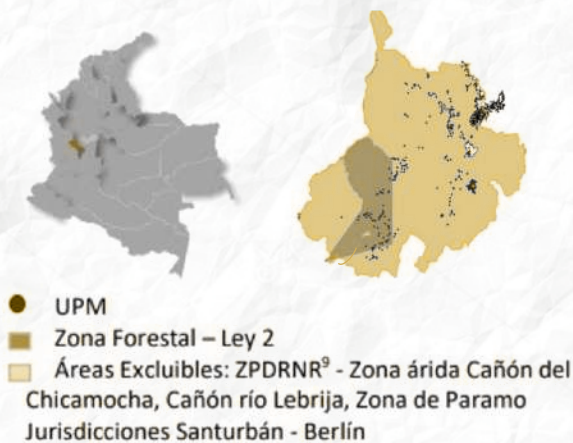 UPM
Zona Forestal – Ley 2
Áreas Excluibles: ZPDRNR⁹ - Zona árida Cañón del
Chicamocha, Cañón río Lebrija, Zona de Paramo
Jurisdicciones Santurbán - Berlín